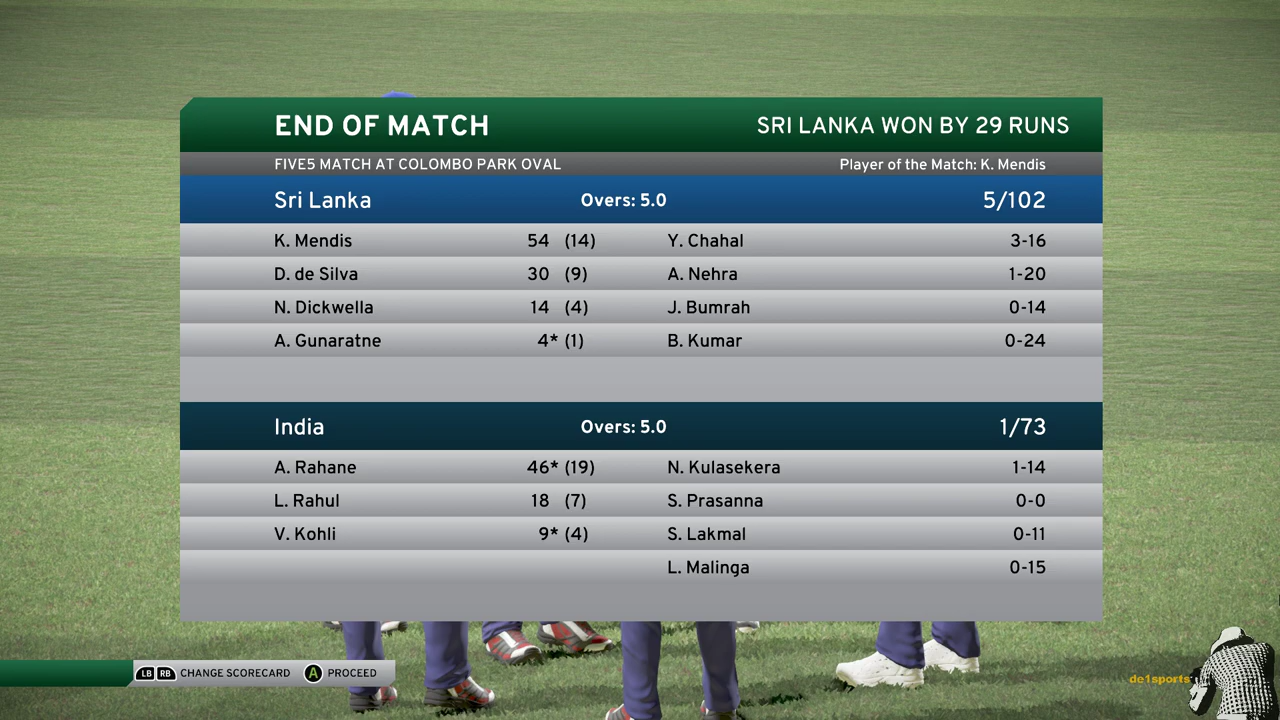 END OF MATCH SRI LANKA WON BY 29 RUNS
FIVE5 MATCH AT COLOMBO PARK OVAL Player of the Match: K. Mendis
Sri Lanka Overs: 5.0 5/102
K. Mendis 54 (14) Y. Chahal 3-16
D. de Silva 30 (9) A. Nehra 1-20
N. Dickwella 14 (4) J. Bumrah 0-14
A. Gunaratne 4* (1) B. Kumar 0-24
India Overs: 5.0 1/73
A. Rahane 46* (19) N. Kulasekera 1-14
L. Rahul 18 (7) S. Prasanna 0-0
V. Kohli 9* (4) S. Lakmal 0-11
L. Malinga 0-15
LB RB CHANGE SCORECARD A PROCEED
de1sports